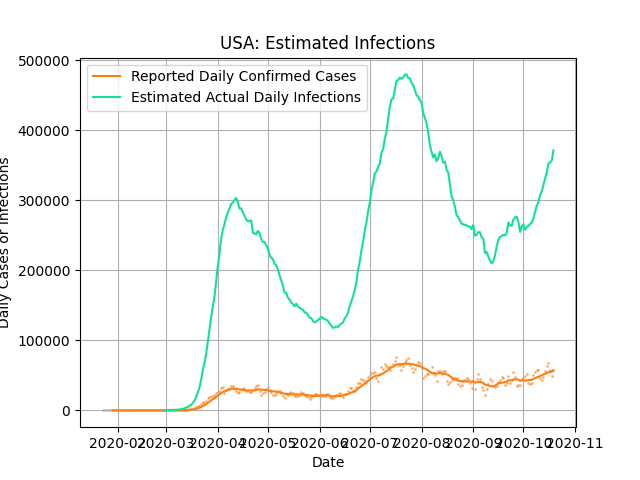 USA: Estimated Infections
Reported Daily Confirmed Cases
Estimated Actual Daily Infections
500000
400000
300000
200000
100000
0
Daily Cases or Infections
2020-02 2020-03 2020-04 2020-05 2020-06 2020-07 2020-08 2020-09 2020-10 2020-11
Date